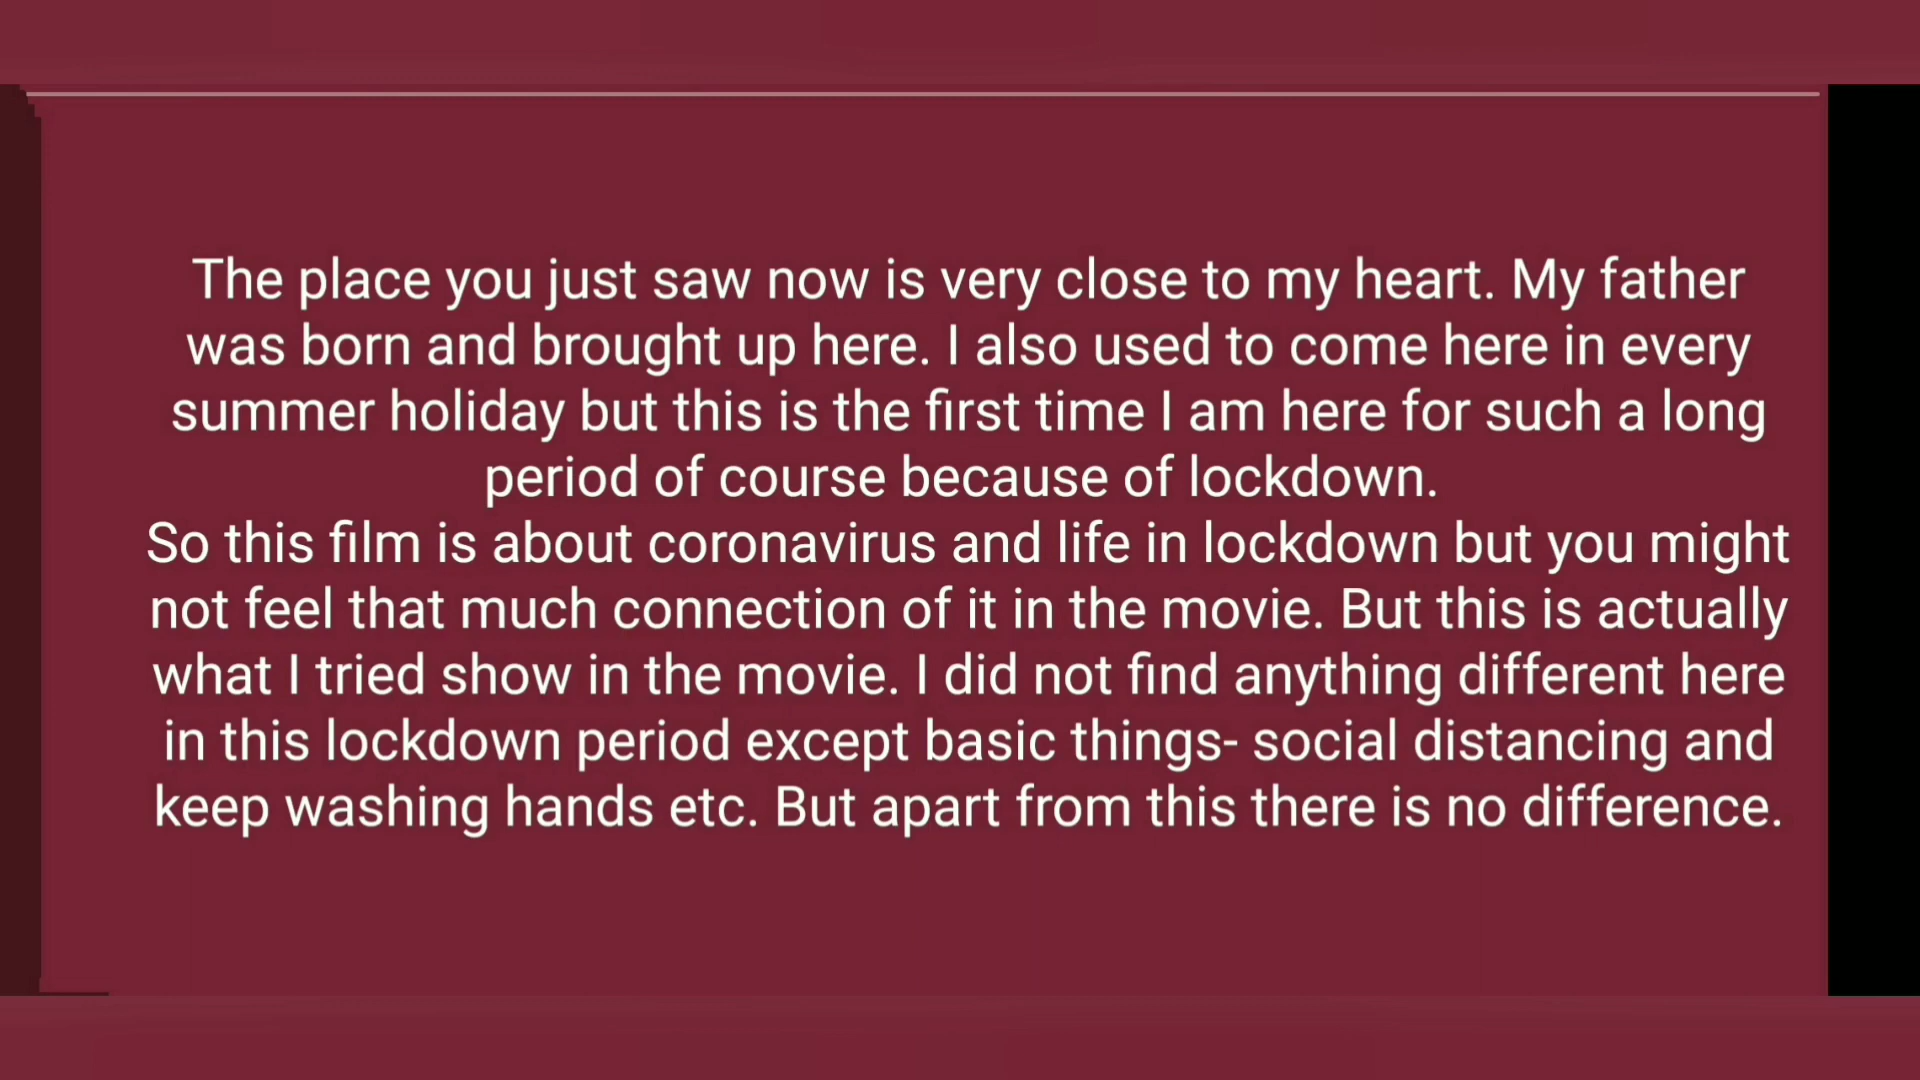 The place you just saw now is very close to my heart. My father
was born and brought up here. I also used to come here in every
summer holiday but this is the first time I am here for such a long
period of course because of lockdown.
So this film is about coronavirus and life in lockdown but you might
not feel that much connection of it in the movie. But this is actually
what I tried show in the movie. I did not find anything different here
in this lockdown period except basic things- social distancing and
keep washing hands etc. But apart from this there is no difference.